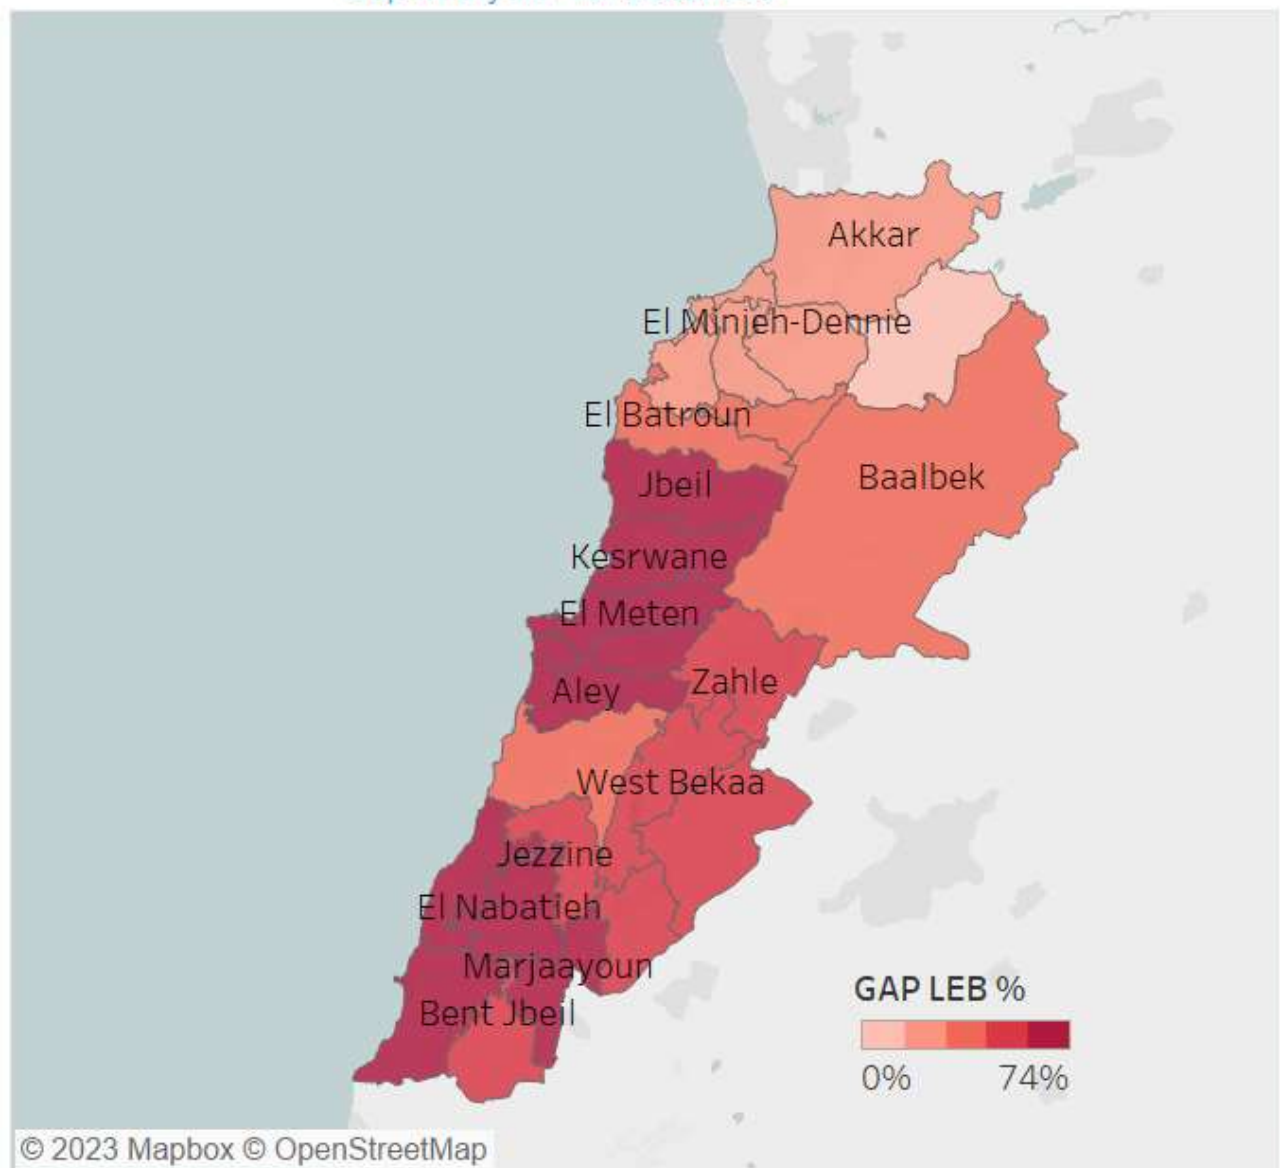 Akkar
El Minieh-Dennie
El Batroun
Jbeil
Baalbek
Kesrwane
El Meten
Zahle
Aley
West Bekaa
Jezzine
El Nabatieh
Marjaayoun
Bent Jbeil
GAP LEB %
0% 74%
© 2023 Mapbox © OpenStreetMap